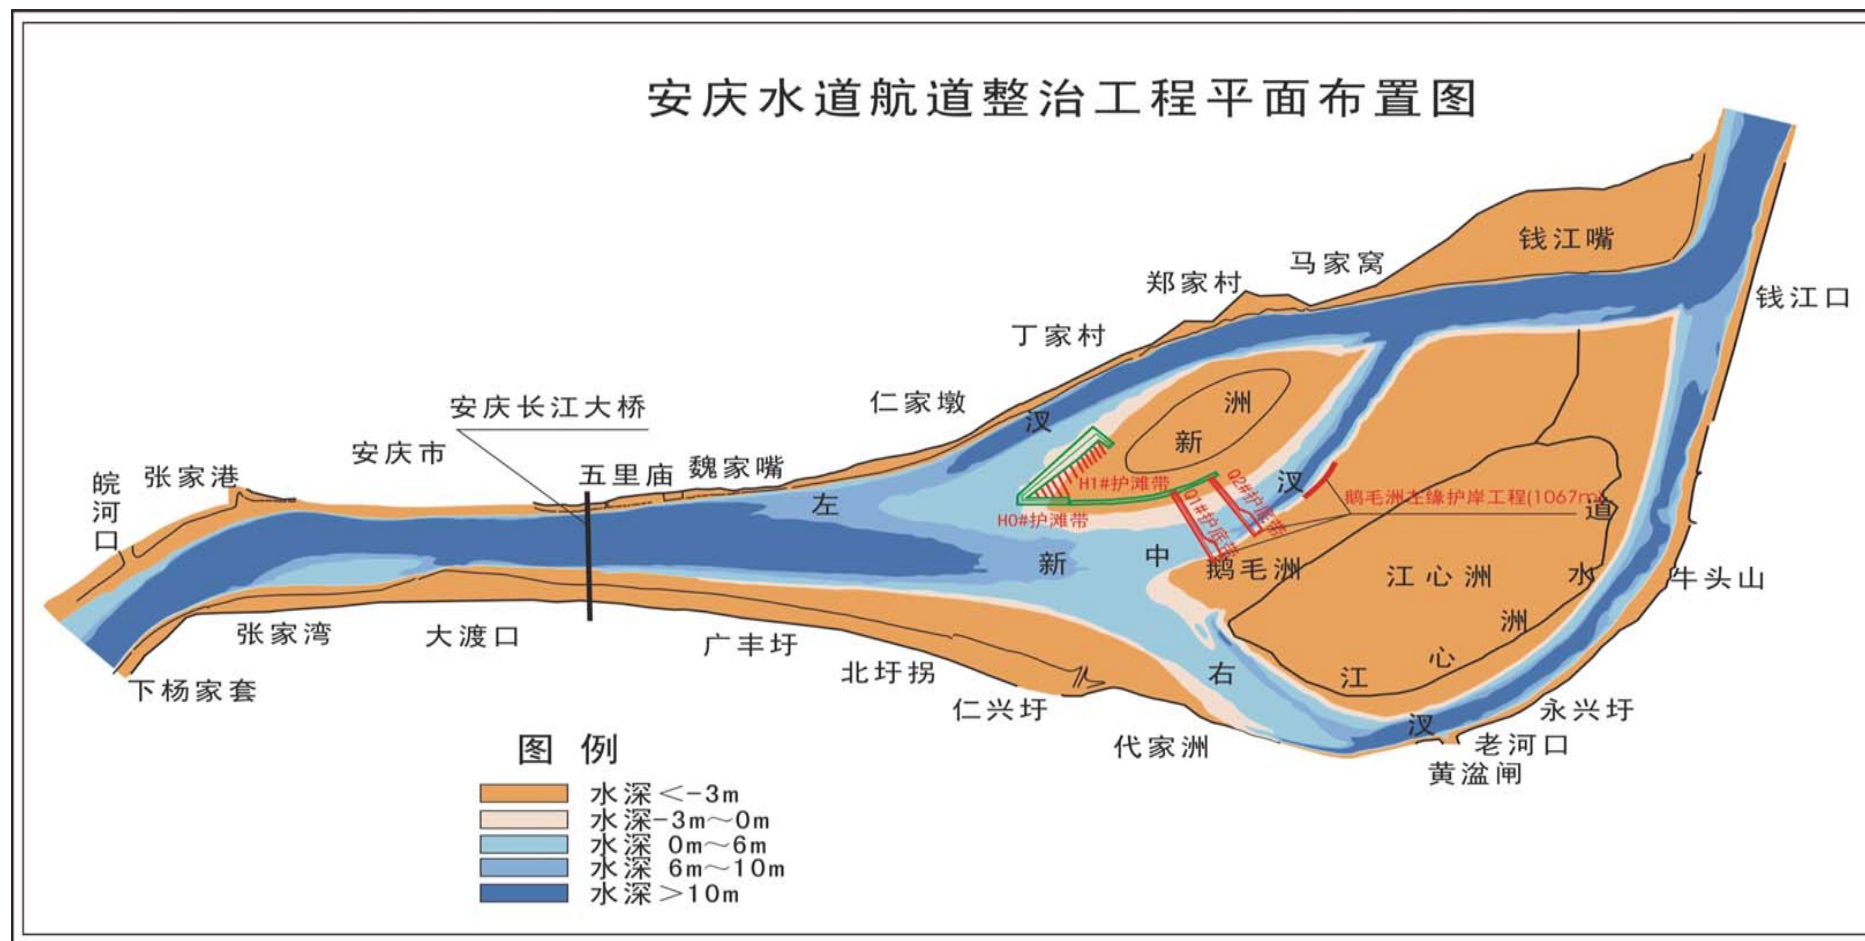 安庆水道航道整治工程平面布置图
钱江嘴
马家窝
郑家村
钱江口
丁家村
安庆长江大桥
仁家墩
汊
洲
新
安庆市
五里庙
魏家嘴
张家港
皖河口
左
汊
道
H1#护滩带
H0#护滩带
Q1#护底带
Q2#护底带
鹅毛洲左缘护岸工程(1067m)
新
中
鹅毛洲
江心洲
水
牛头山
洲
心
江
右
汊
张家湾
大渡口
广丰圩
北圩拐
下杨家套
仁兴圩
代家洲
永兴圩
老河口
黄湓闸
图 例
水深<-3m
水深-3m~0m
水深 0m~6m
水深 6m~10m
水深>10m